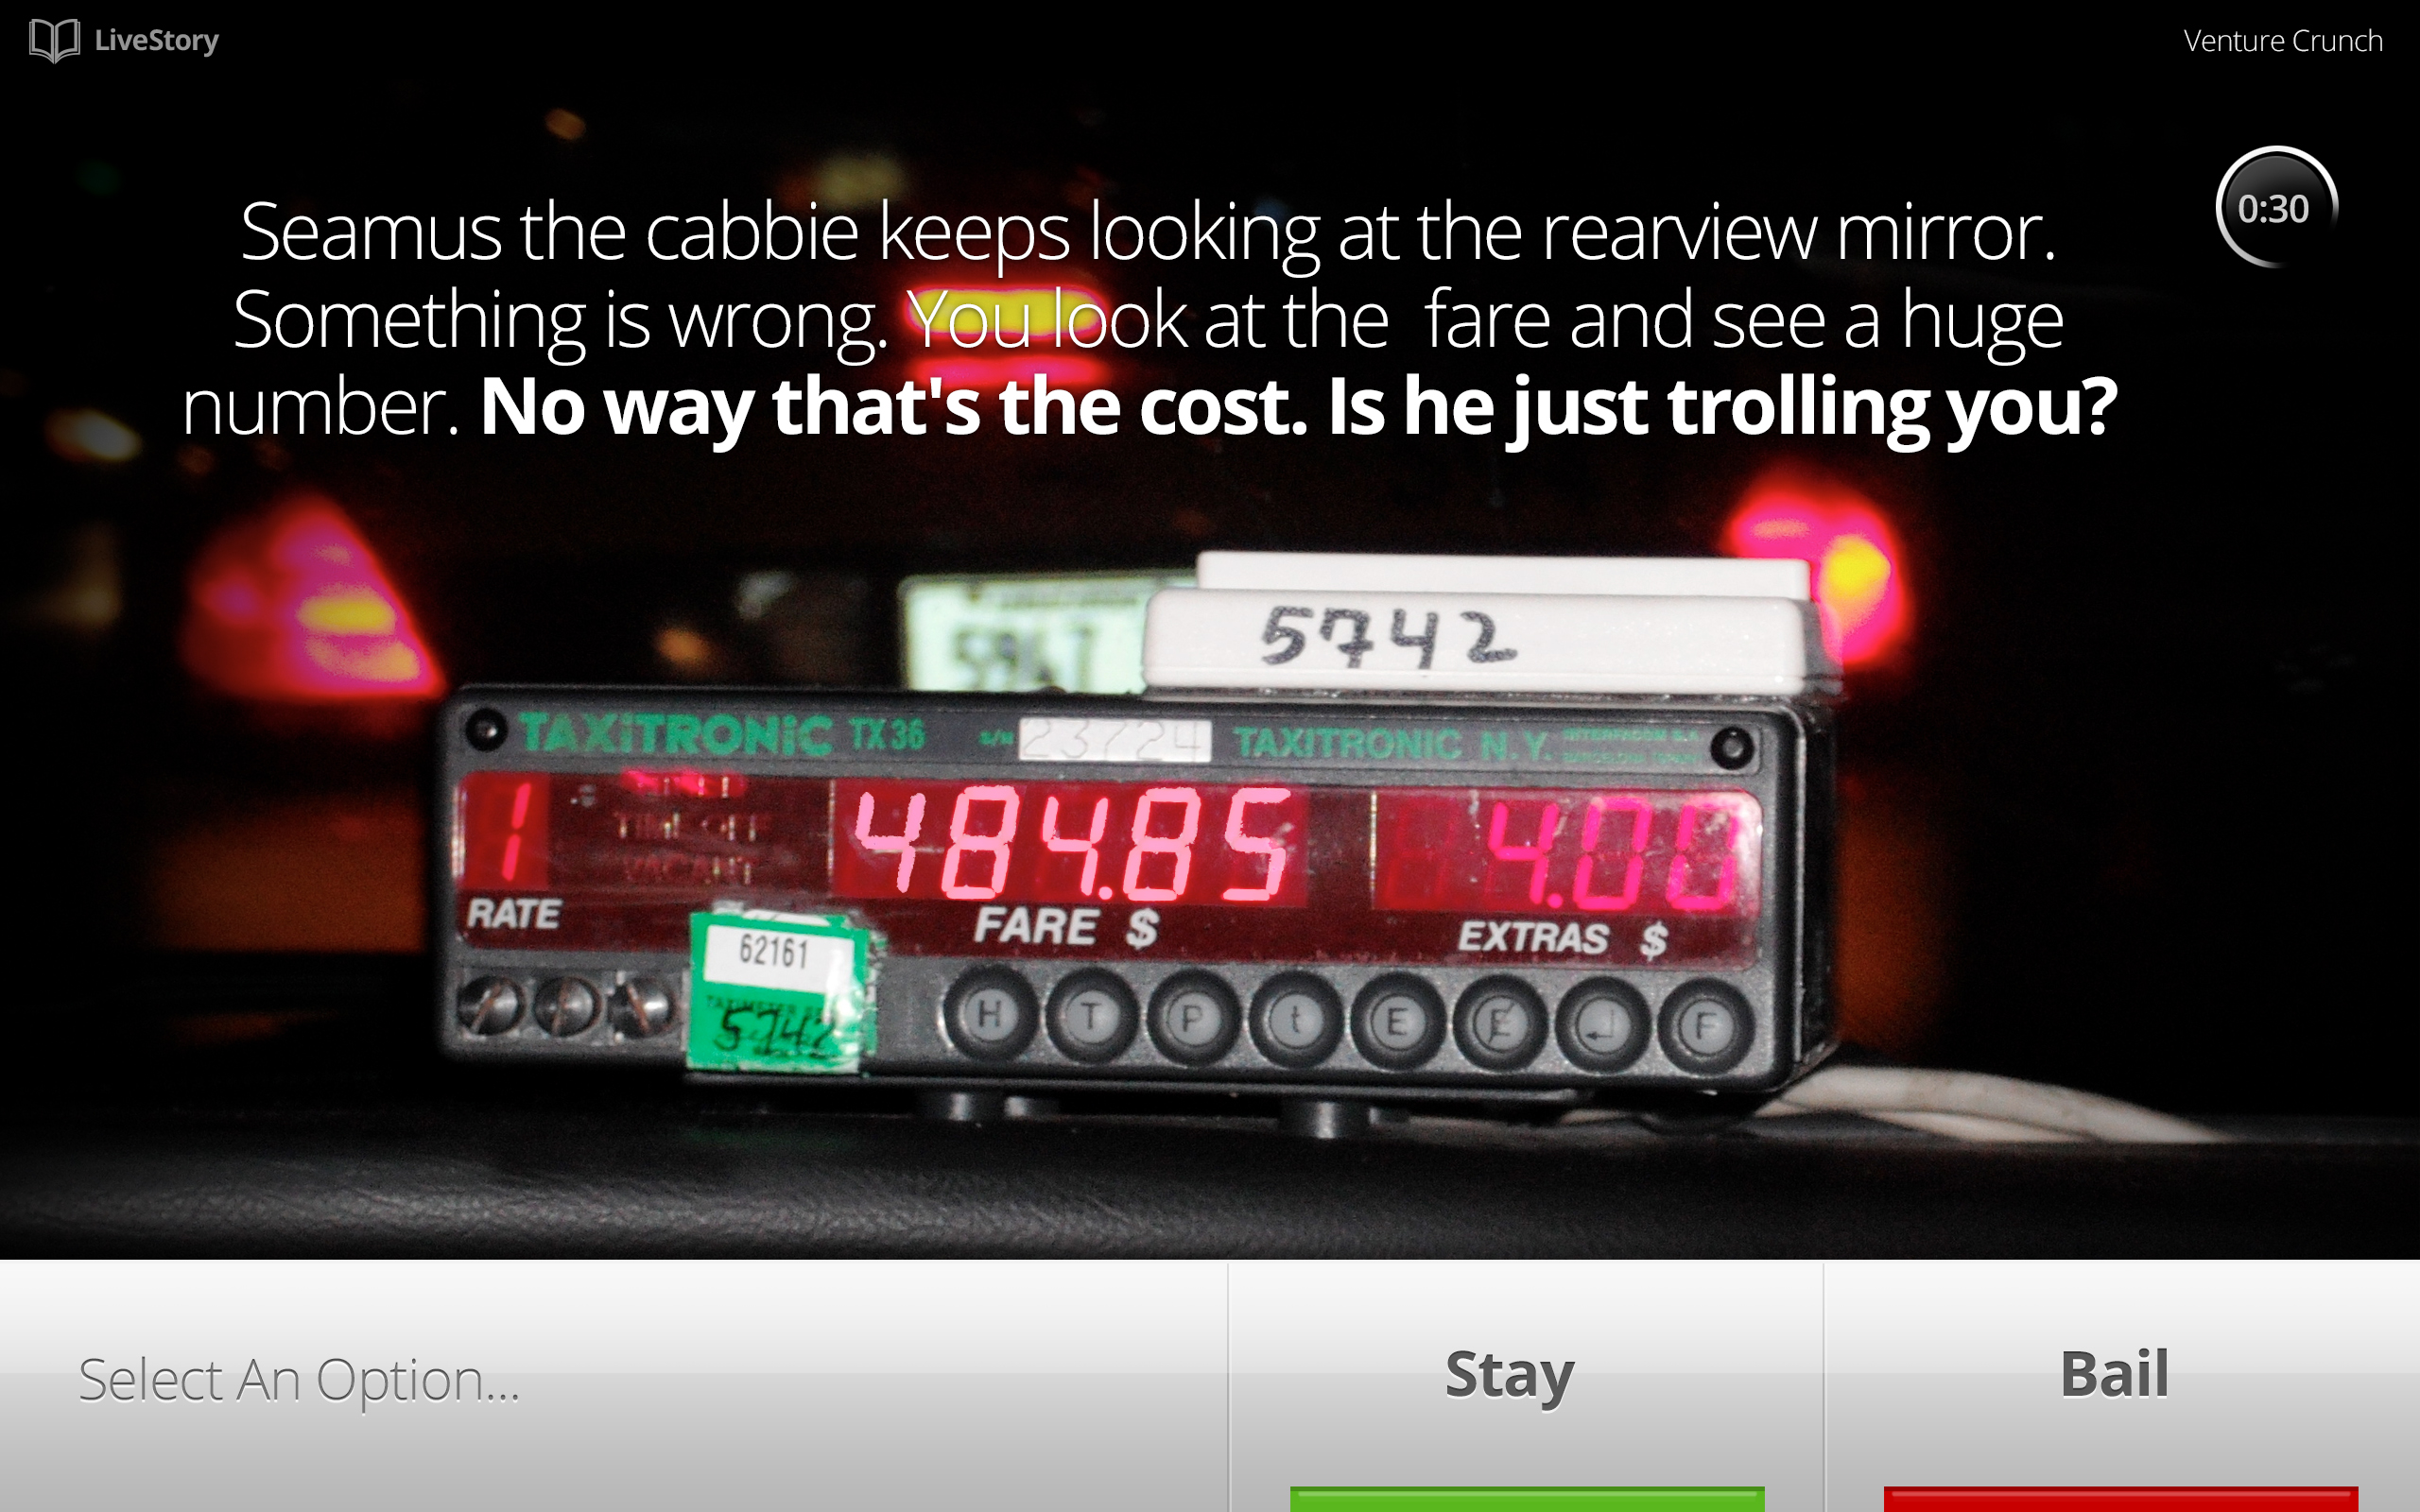 LiveStory
Venture Crunch
0:30
Seamus the cabbie keeps looking at the rearview mirror.
Something is wrong. You look at the  fare and see a huge
number. No way that's the cost. Is he just trolling you?
5742
TAXiTRONiC TX36 S/N 23724 TAXITRONIC N.Y.
1 484.85 4.00
TIME OFF
VACANT
RATE FARE $ EXTRAS $
62161
5742
H T P t E E F
Select An Option...
Stay
Bail